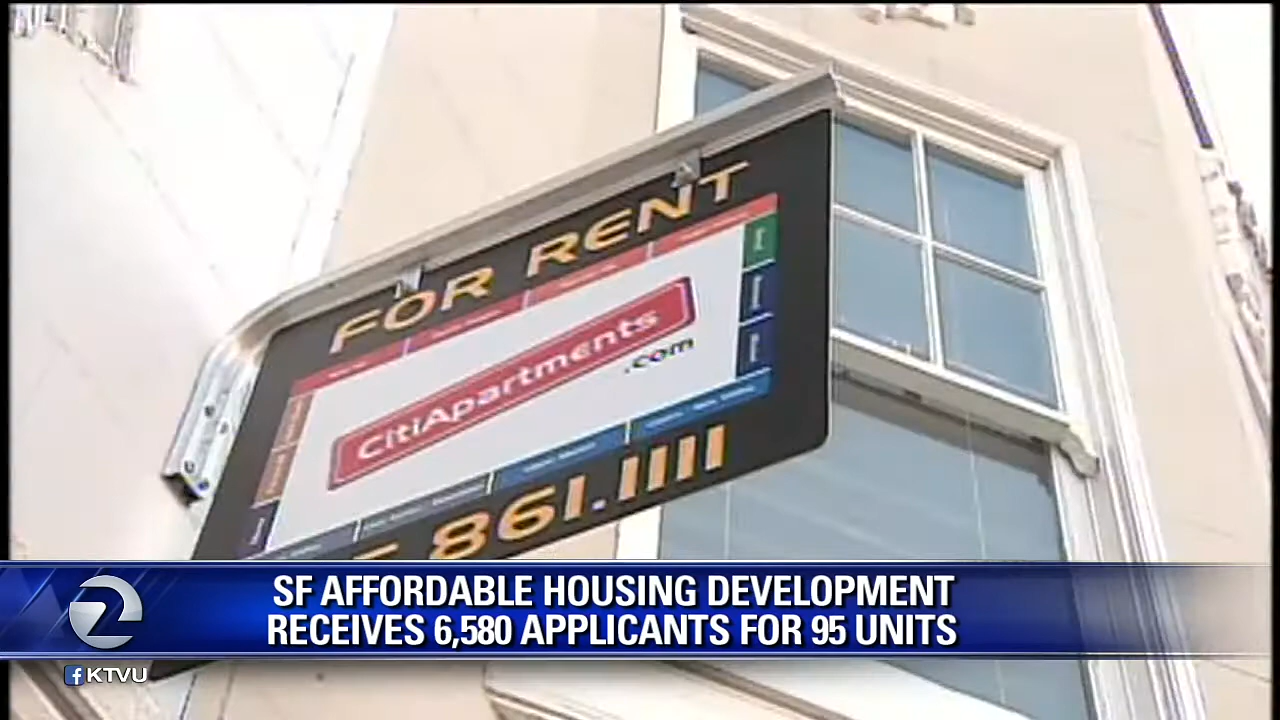 FOR RENT
CitiApartments
.com
861.1111
SF AFFORDABLE HOUSING DEVELOPMENT
RECEIVES 6,580 APPLICANTS FOR 95 UNITS
2
f KTVU